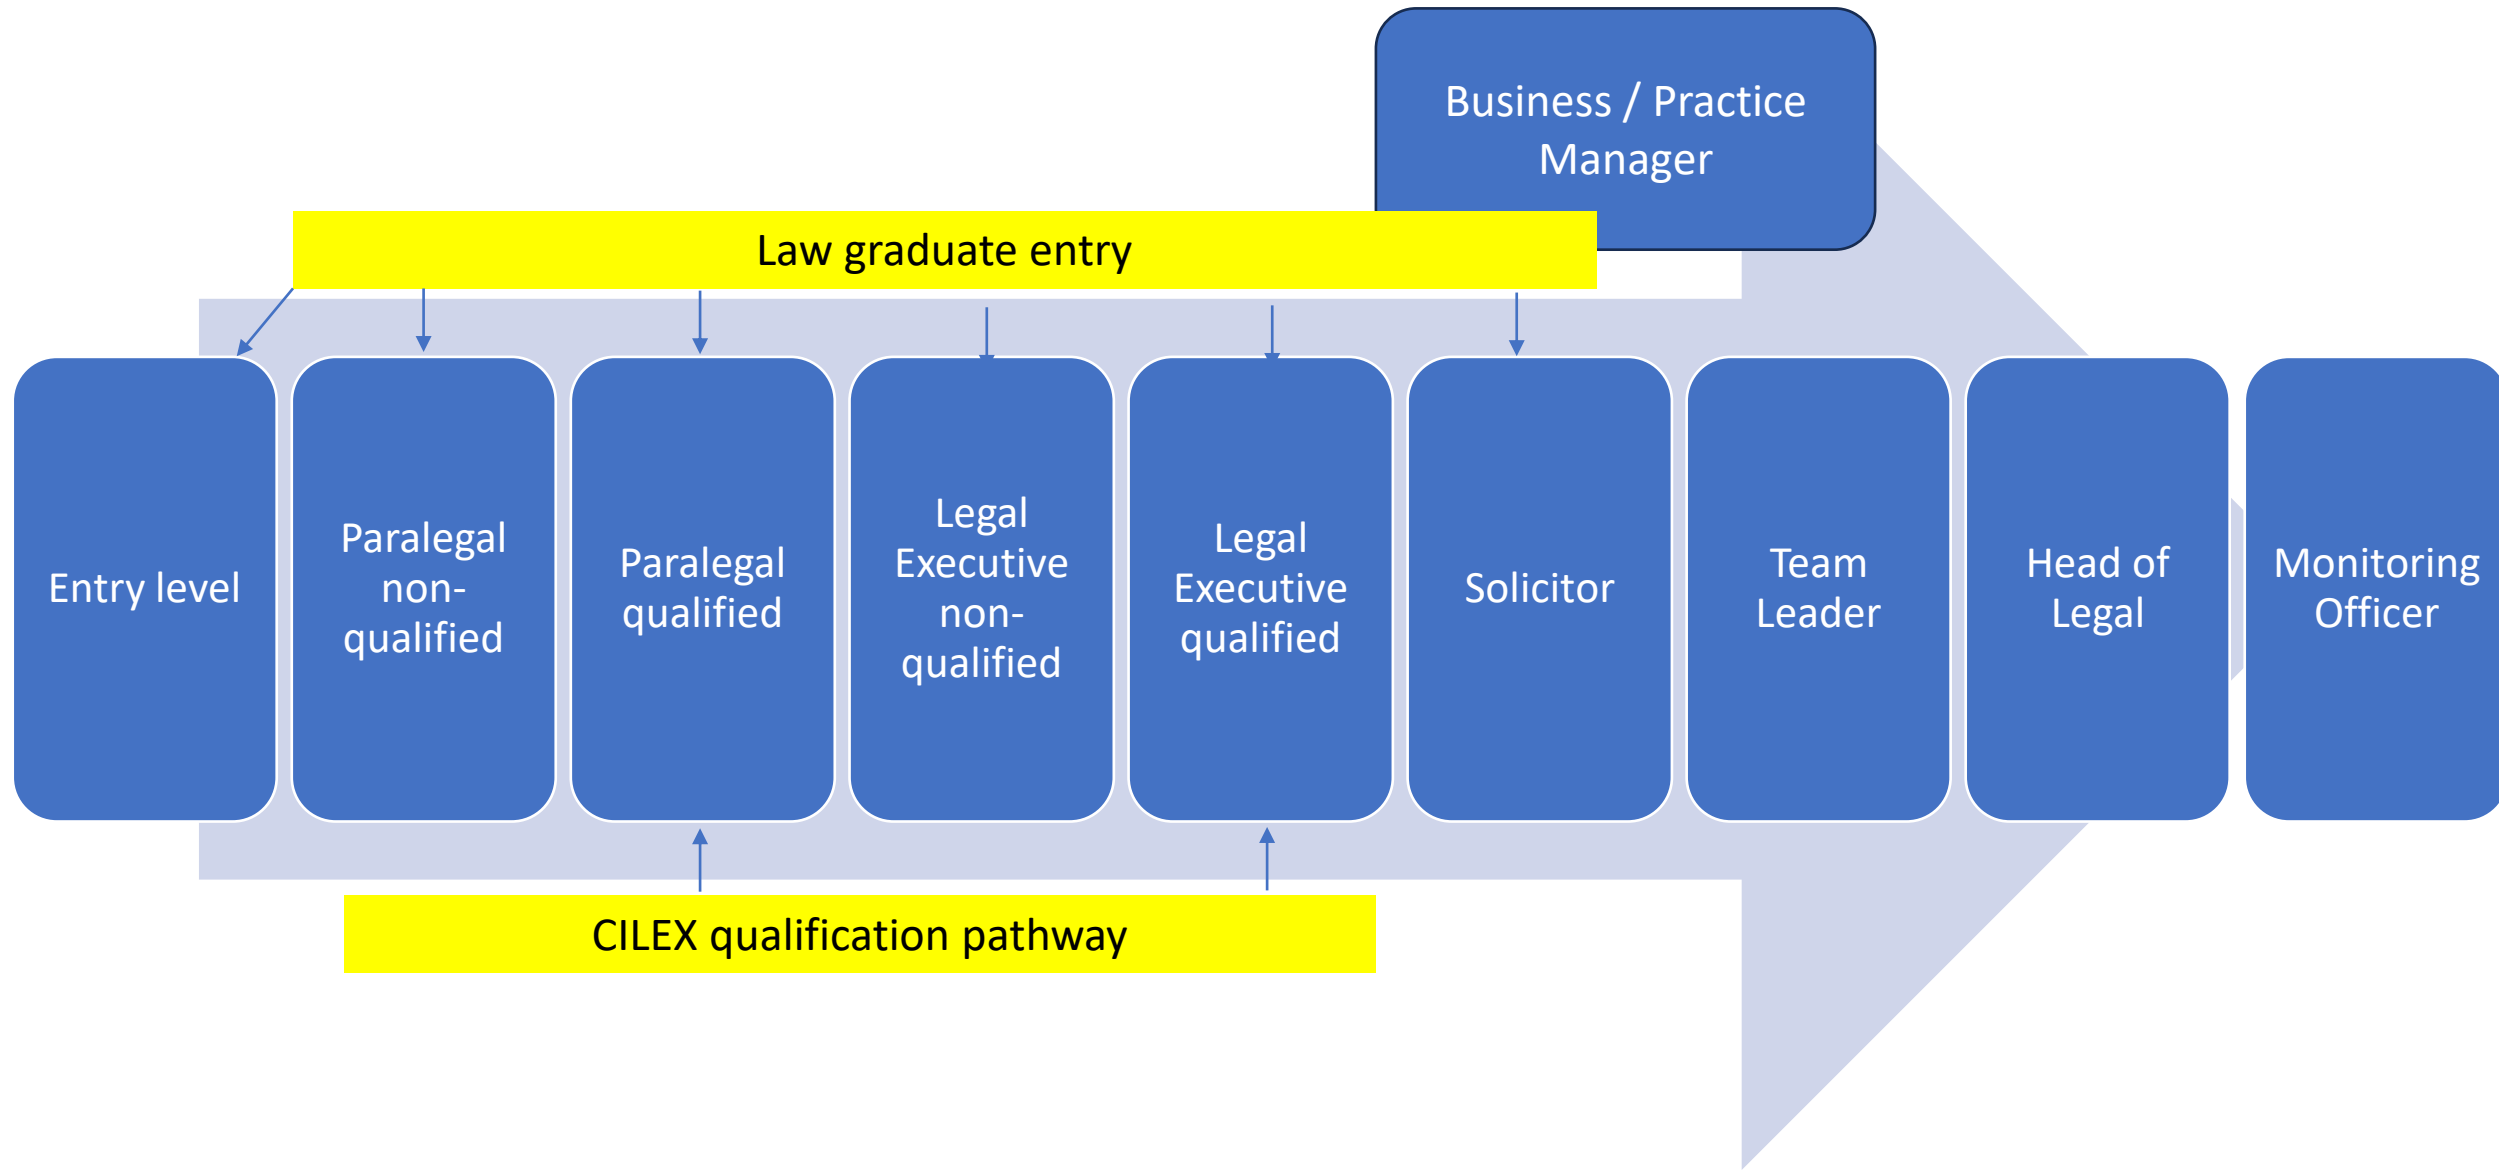 Business / Practice
Manager
Law graduate entry
Entry level
Paralegal
non-
qualified
Paralegal
qualified
Legal
Executive
non-
qualified
Legal
Executive
qualified
Solicitor
Team
Leader
Head of
Legal
Monitoring
Officer
CILEX qualification pathway